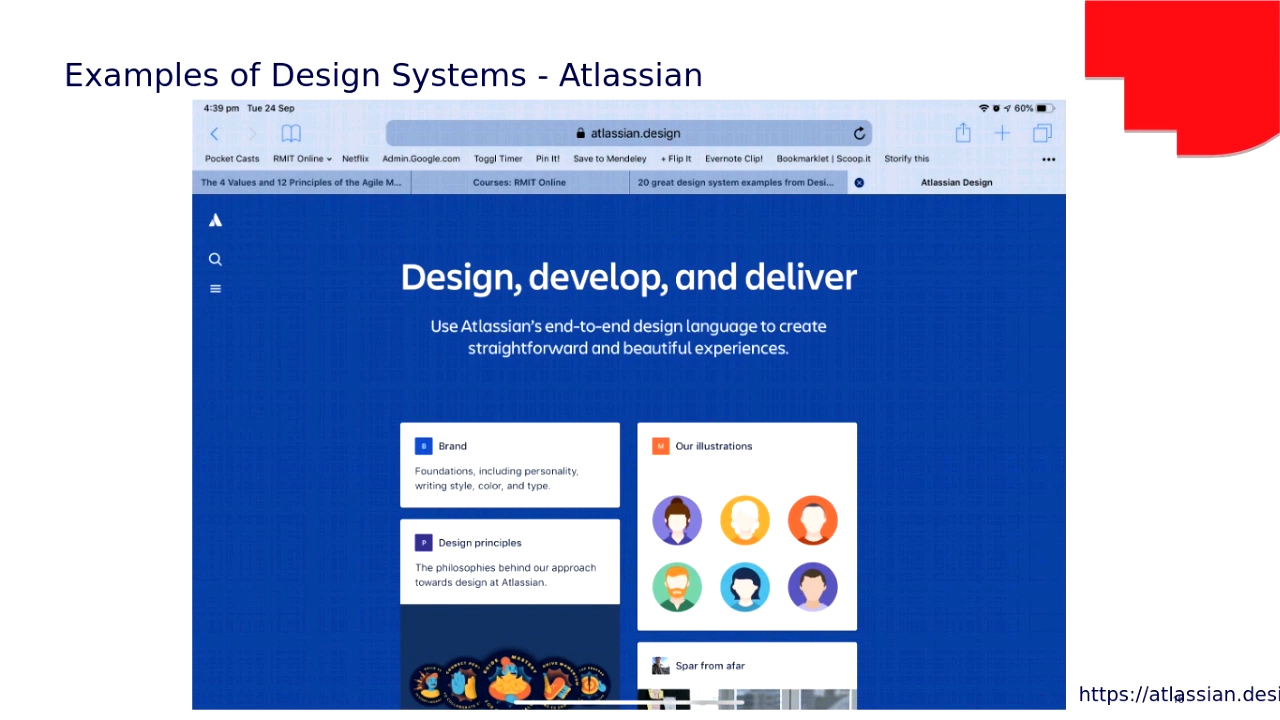 Examples of Design Systems - Atlassian
4:39 pm Tue 24 Sep
60%
atlassian.design
Pocket Casts RMIT Online Netflix Admin.Google.com Toggl Timer Pin It! Save to Mendeley + Flip It Evernote Clip! Bookmarklet | Scoop.it Storify this
The 4 Values and 12 Principles of the Agile M... Courses: RMIT Online 20 great design system examples from Desi... Atlassian Design
Design, develop, and deliver
Use Atlassian's end-to-end design language to create
straightforward and beautiful experiences.
B Brand
Foundations, including personality,
writing style, color, and type.
M Our illustrations
P Design principles
The philosophies behind our approach
towards design at Atlassian.
GUIDE MASTERY
Spar from afar
https://atlassian.desi